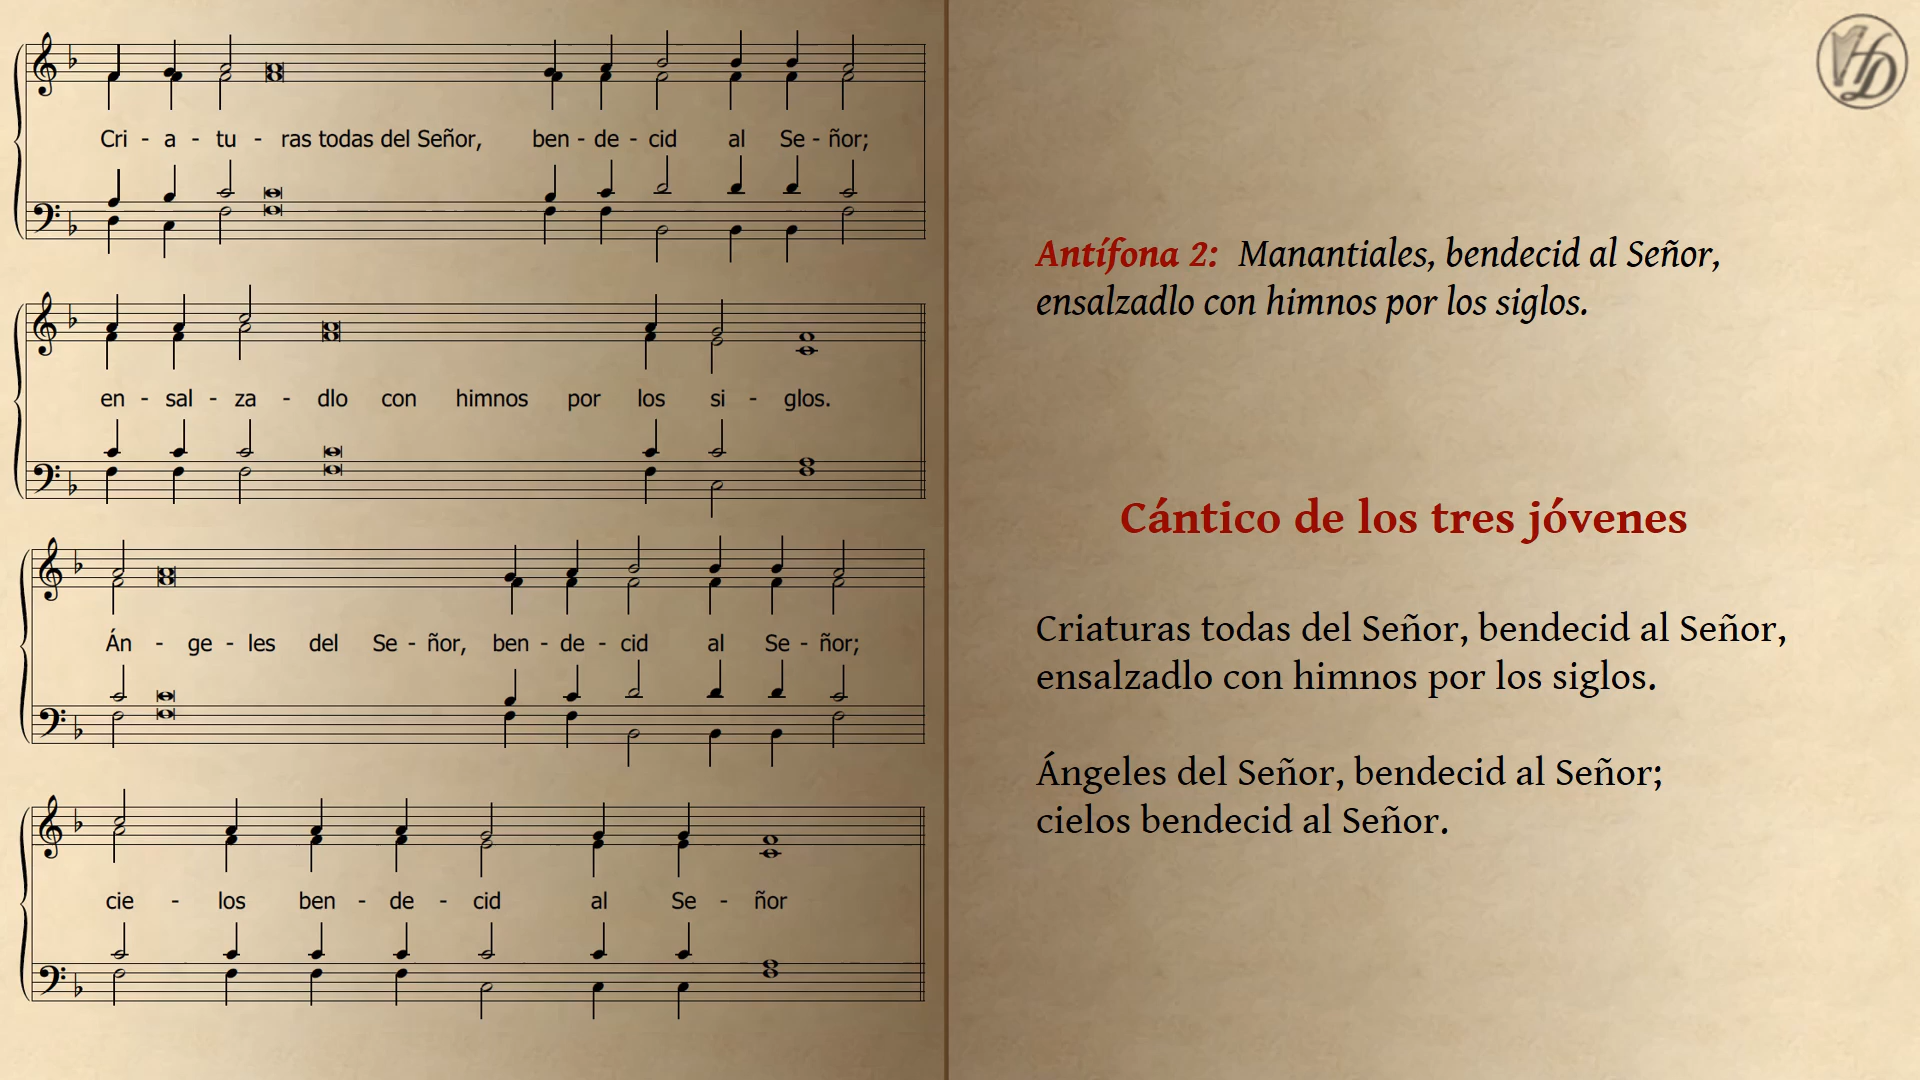 Cri - a - tu - ras todas del Señor, ben - de - cid al Se - ñor;
en - sal - za - dlo con himnos por los si - glos.
Án - ge - les del Se - ñor, ben - de - cid al Se - ñor;
cie - los ben - de - cid al Se - ñor
HD
Antífona 2: Manantiales, bendecid al Señor,
ensalzadlo con himnos por los siglos.
Cántico de los tres jóvenes
Criaturas todas del Señor, bendecid al Señor,
ensalzadlo con himnos por los siglos.
Ángeles del Señor, bendecid al Señor;
cielos bendecid al Señor.